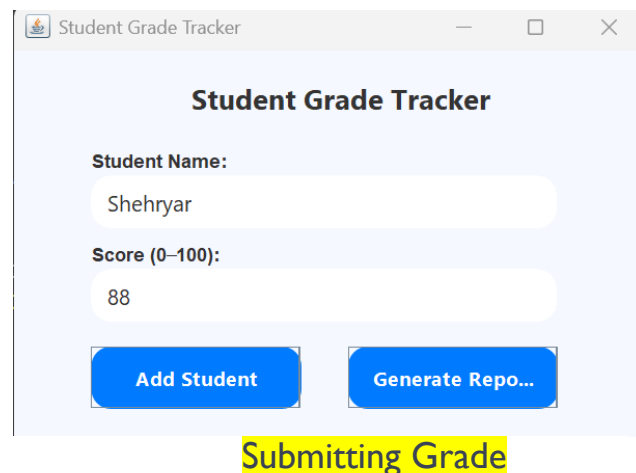 Student Grade Tracker
Student Grade Tracker
Student Name:
Shehryar
Score (0–100):
88
Add Student Generate Repo...
Submitting Grade